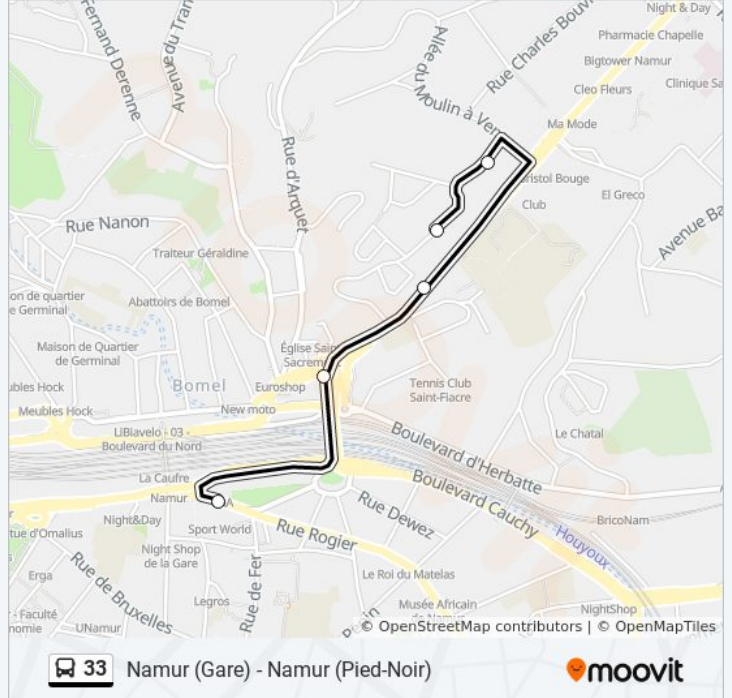 Night & Day
Pharmacie Chapelle
Bigtower Namur
Clinique Sa
Cleo Fleurs
Ma Mode
Rue Charles Bouv
Allée du Moulin à Ven
Fernand Derenne
Avenue du Tran
Rue d'Arquet
Bristol Bouge
Club
El Greco
Avenue Ba
Rue Nanon
Traiteur Géraldine
on de quartier
e Germinal
Abattoirs de Bomel
Maison de Quartier
de Germinal
Église Saint
Sacrement
ubles Hock
Bomel
Euroshop
Tennis Club
Saint-Fiacre
Meubles Hock
New moto
LiBiavelo - 03 -
Boulevard du Nord
Boulevard d'Herbatte
Le Chatal
La Caufre
Namur
A
Boulevard Cauchy
Rue Dewez
BricoNam
Houyoux
tue d'Omalius
Night&Day
Sport World
Rue Rogier
Night Shop
de la Gare
Rue de Fer
Le Roi du Matelas
Erga
Rue de Bruxelles
Legros
Musée Africain
de Namur
NightShop
- Faculté
nomie
UNamur
© OpenStreetMap contributors | © OpenMapTiles
33 Namur (Gare) - Namur (Pied-Noir)
moovit